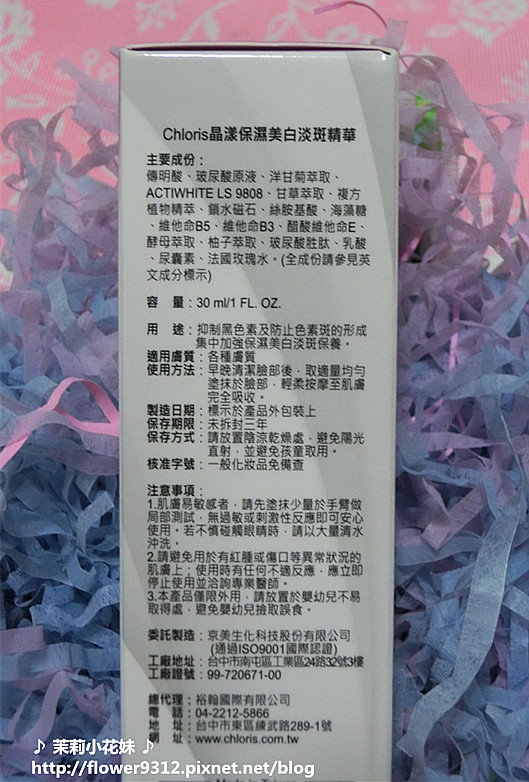 Chloris晶漾保濕美白淡斑精華
主要成份：
傳明酸、玻尿酸原液、洋甘菊萃取、
ACTIWHITE LS 9808、甘草萃取、複方
植物精萃、鎖水磁石、絲胺基酸、海藻糖
、維他命B5、維他命B3、醋酸維他命E、
酵母萃取、柚子萃取、玻尿酸胜肽、乳酸
、尿囊素、法國玫瑰水。(全成份請參見英
文成分標示)
容　量：30 ml/1 FL. OZ.
用　途：抑制黑色素及防止色素斑的形成
集中加強保濕美白淡斑保養。
適用膚質：各種膚質
使用方法：早晚清潔臉部後，取適量均勻
塗抹於臉部，輕柔按摩至肌膚
完全吸收。
製造日期：標示於產品外包裝上
保存期限：未拆封三年
保存方式：請放置陰涼乾燥處，避免陽光
直射，並避免孩童取用。
核准字號：一般化妝品免備查
注意事項：
1.肌膚易敏感者，請先塗抹少量於手臂做
局部測試，無過敏或刺激性反應即可安心
使用。若不慎碰觸眼睛時，請以大量清水
沖洗。
2.請避免用於有紅腫或傷口等異常狀況的
肌膚上，使用時有任何不適反應，應立即
停止使用並洽詢專業醫師。
3.本產品僅限外用，請放置於嬰幼兒不易
取得處，避免嬰幼兒撿取誤食。
委託製造：京美生化科技股份有限公司
(通過ISO9001國際認證)
工廠地址：台中市南屯區工業區24路32號3樓
工廠證號：99-720671-00
總代理：裕翰國際有限公司
電　話：04-2212-5866
地　址：台中市東區練武路289-1號
網　址：www.chloris.com.tw
♪ 茉莉小花妹 ♪
http://flower9312.pixnet.net/blog